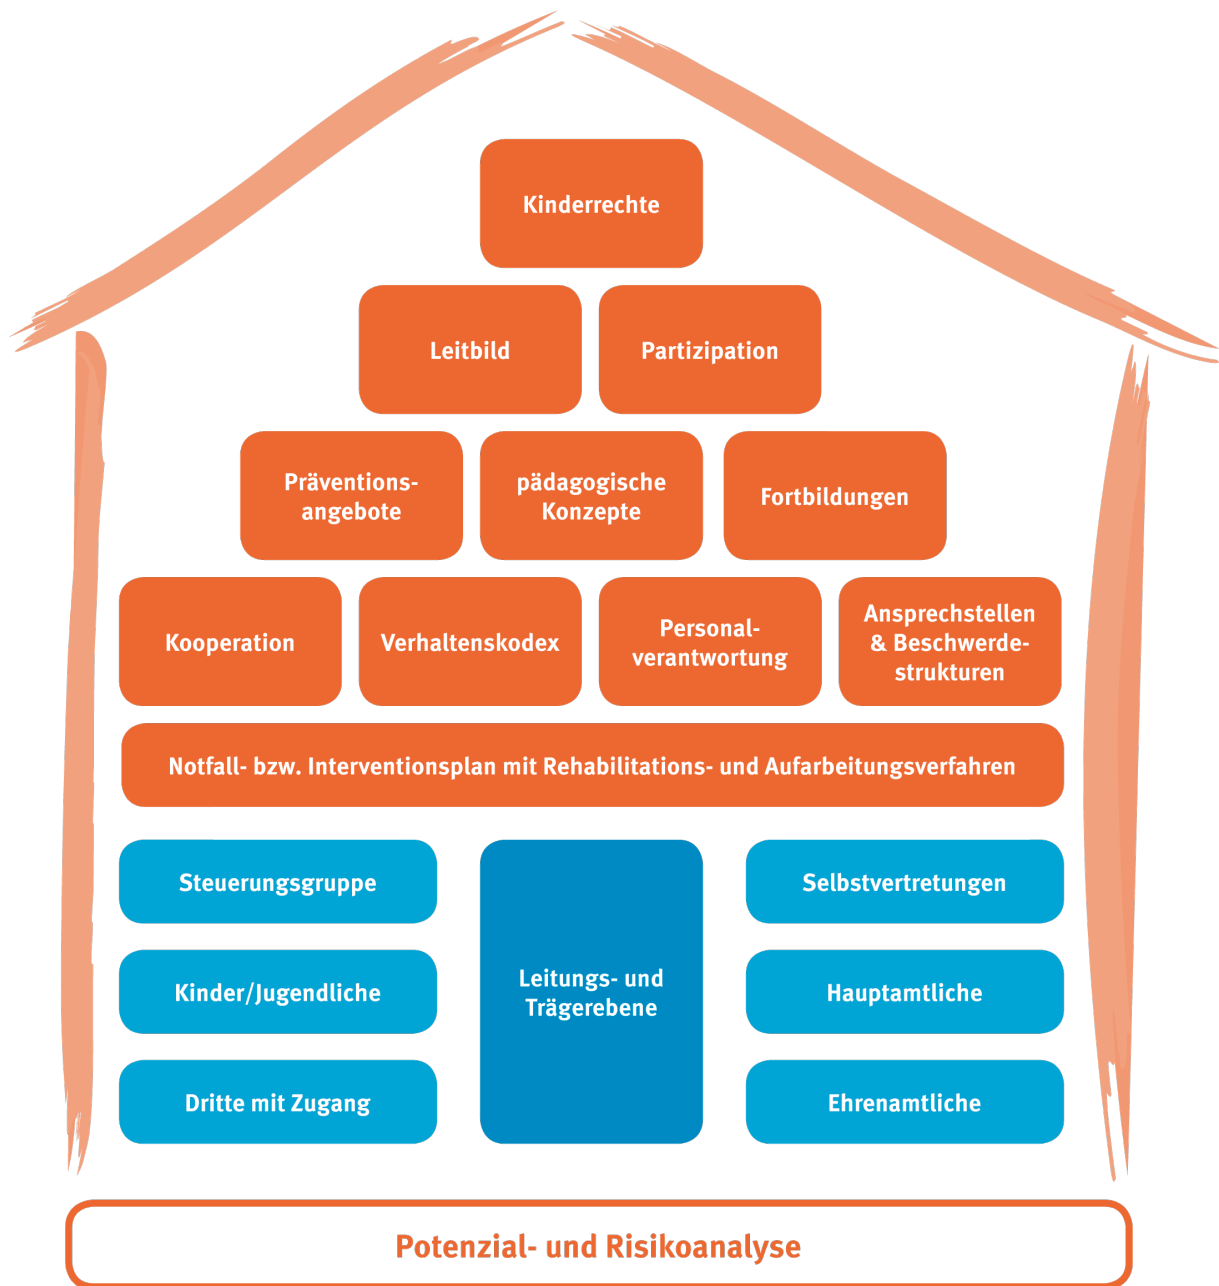 Kinderrechte
Leitbild
Partizipation
Präventions-
angebote
pädagogische
Konzepte
Fortbildungen
Kooperation
Verhaltenskodex
Personal-
verantwortung
Ansprechstellen
& Beschwerde-
strukturen
Notfall- bzw. Interventionsplan mit Rehabilitations- und Aufarbeitungsverfahren
Steuerungsgruppe
Kinder/Jugendliche
Dritte mit Zugang
Leitungs- und
Trägerebene
Selbstvertretungen
Hauptamtliche
Ehrenamtliche
Potenzial- und Risikoanalyse